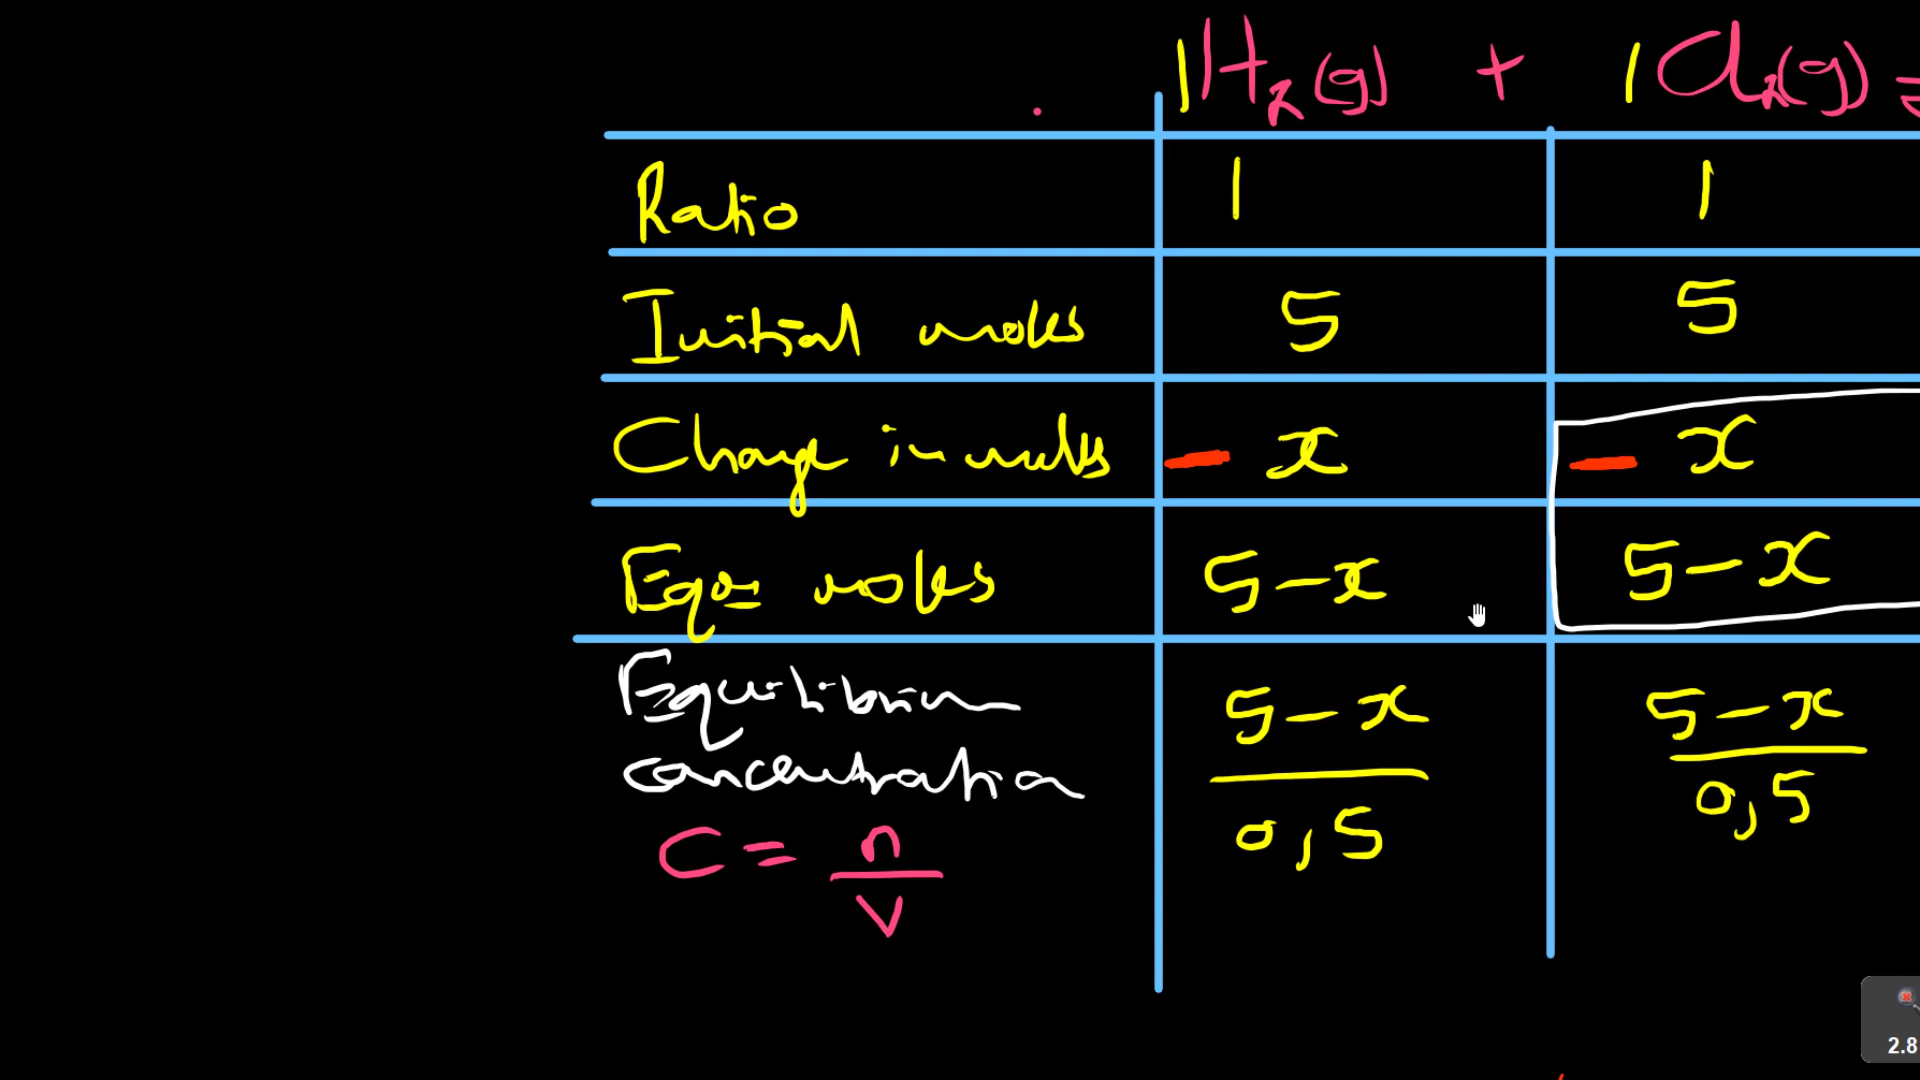 1H2(g) + 1Cl2(g) ⇌
Ratio 1 1
Initial moles 5 5
Change in moles - x - x
Eqm moles 5-x 5-x
Equilibrium concentration 5-x/0,5 5-x/0,5
C = n/V
2.8